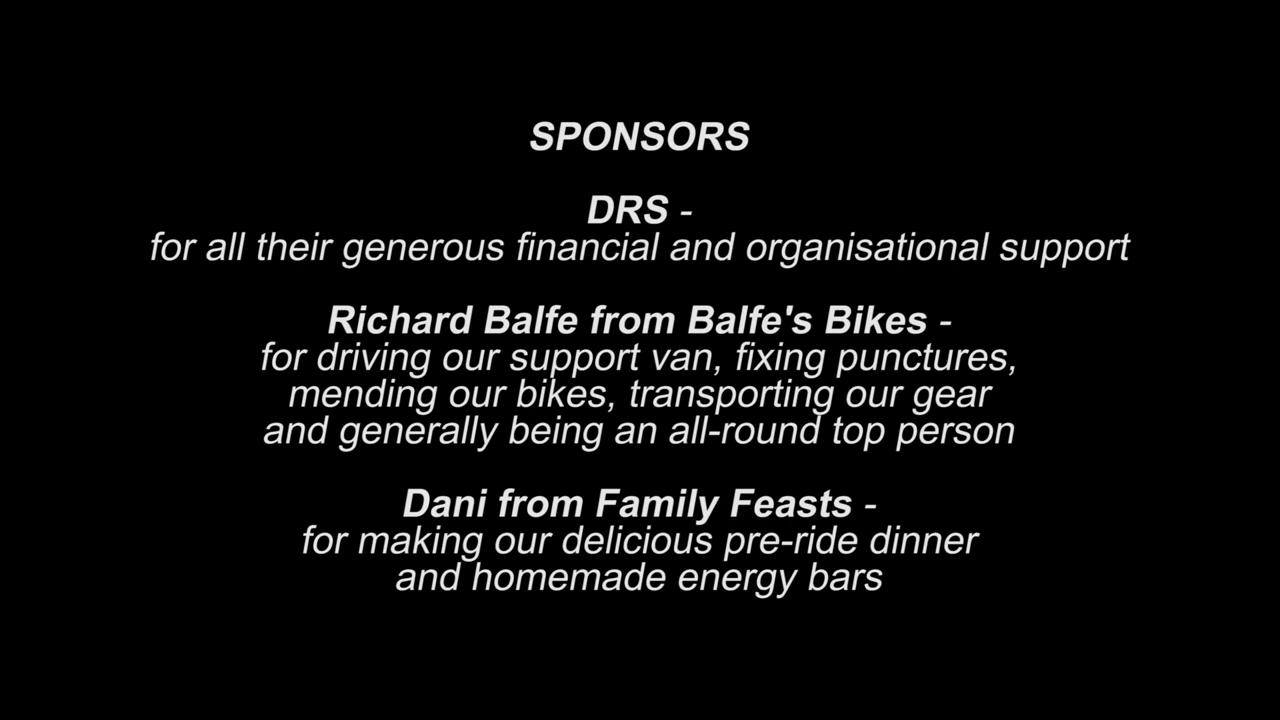 SPONSORS
DRS -
for all their generous financial and organisational support
Richard Balfe from Balfe's Bikes -
for driving our support van, fixing punctures,
mending our bikes, transporting our gear
and generally being an all-round top person
Dani from Family Feasts -
for making our delicious pre-ride dinner
and homemade energy bars